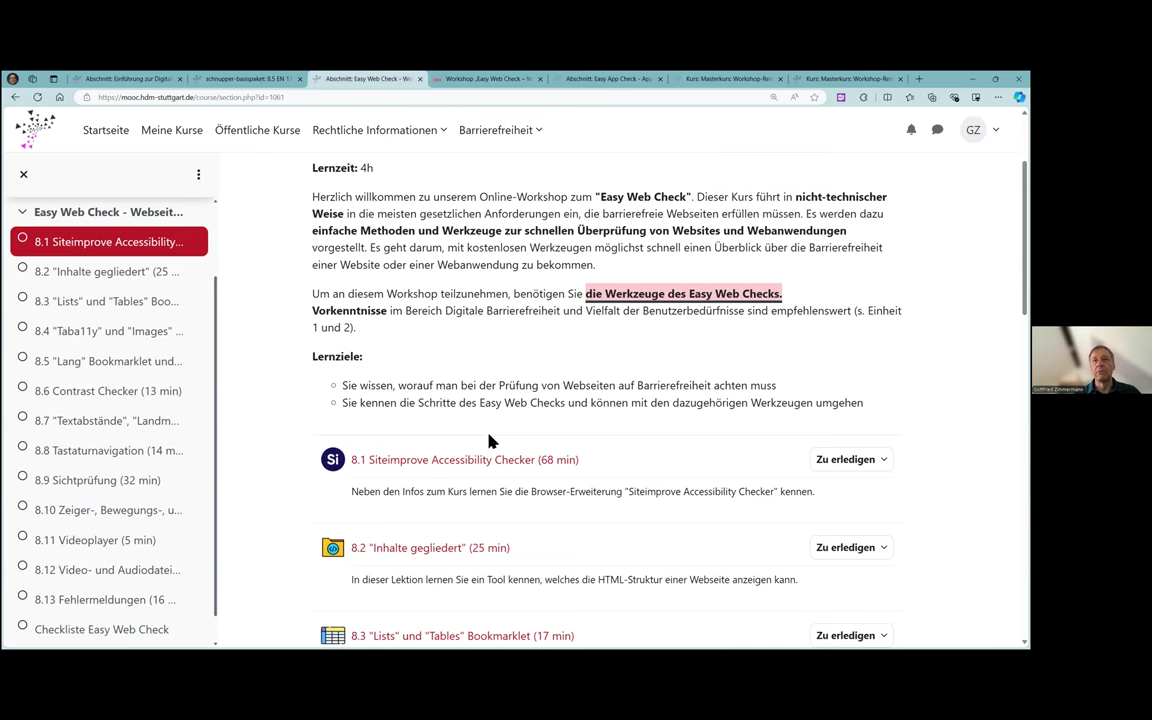 Abschnitt: Einführung zur Digita
schnupper-basispaket: 8.5 EN 1
Abschnitt: Easy Web Check - We
Workshop „Easy Web Check – W
Abschnitt: Easy App Check - App
Kurs: Masterkurs: Workshop-Reih
Kurs: Masterkurs: Workshop-Reih
https://mooc.hdm-stuttgart.de/course/section.php?id=1061
Startseite
Meine Kurse
Öffentliche Kurse
Rechtliche Informationen
Barrierefreiheit
GZ
Easy Web Check - Webseit...
8.1 Siteimprove Accessibility...
8.2 "Inhalte gegliedert" (25 ...
8.3 "Lists" und "Tables" Boo...
8.4 "Taba11y" und "Images" ...
8.5 "Lang" Bookmarklet und...
8.6 Contrast Checker (13 min)
8.7 "Textabstände", "Landm...
8.8 Tastaturnavigation (14 m...
8.9 Sichtprüfung (32 min)
8.10 Zeiger-, Bewegungs-, u...
8.11 Videoplayer (5 min)
8.12 Video- und Audiodatei...
8.13 Fehlermeldungen (16 ...
Checkliste Easy Web Check
Lernzeit: 4h
Herzlich willkommen zu unserem Online-Workshop zum "Easy Web Check". Dieser Kurs führt in nicht-technischer
Weise in die meisten gesetzlichen Anforderungen ein, die barrierefreie Webseiten erfüllen müssen. Es werden dazu
einfache Methoden und Werkzeuge zur schnellen Überprüfung von Websites und Webanwendungen
vorgestellt. Es geht darum, mit kostenlosen Werkzeugen möglichst schnell einen Überblick über die Barrierefreiheit
einer Website oder einer Webanwendung zu bekommen.
Um an diesem Workshop teilzunehmen, benötigen Sie die Werkzeuge des Easy Web Checks.
Vorkenntnisse im Bereich Digitale Barrierefreiheit und Vielfalt der Benutzerbedürfnisse sind empfehlenswert (s. Einheit
1 und 2).
Lernziele:
Sie wissen, worauf man bei der Prüfung von Webseiten auf Barrierefreiheit achten muss
Sie kennen die Schritte des Easy Web Checks und können mit den dazugehörigen Werkzeugen umgehen
Si
8.1 Siteimprove Accessibility Checker (68 min)
Zu erledigen
Neben den Infos zum Kurs lernen Sie die Browser-Erweiterung "Siteimprove Accessibility Checker" kennen.
8.2 "Inhalte gegliedert" (25 min)
Zu erledigen
In dieser Lektion lernen Sie ein Tool kennen, welches die HTML-Struktur einer Webseite anzeigen kann.
8.3 "Lists" und "Tables" Bookmarklet (17 min)
Zu erledigen
Gottfried Zimmermann